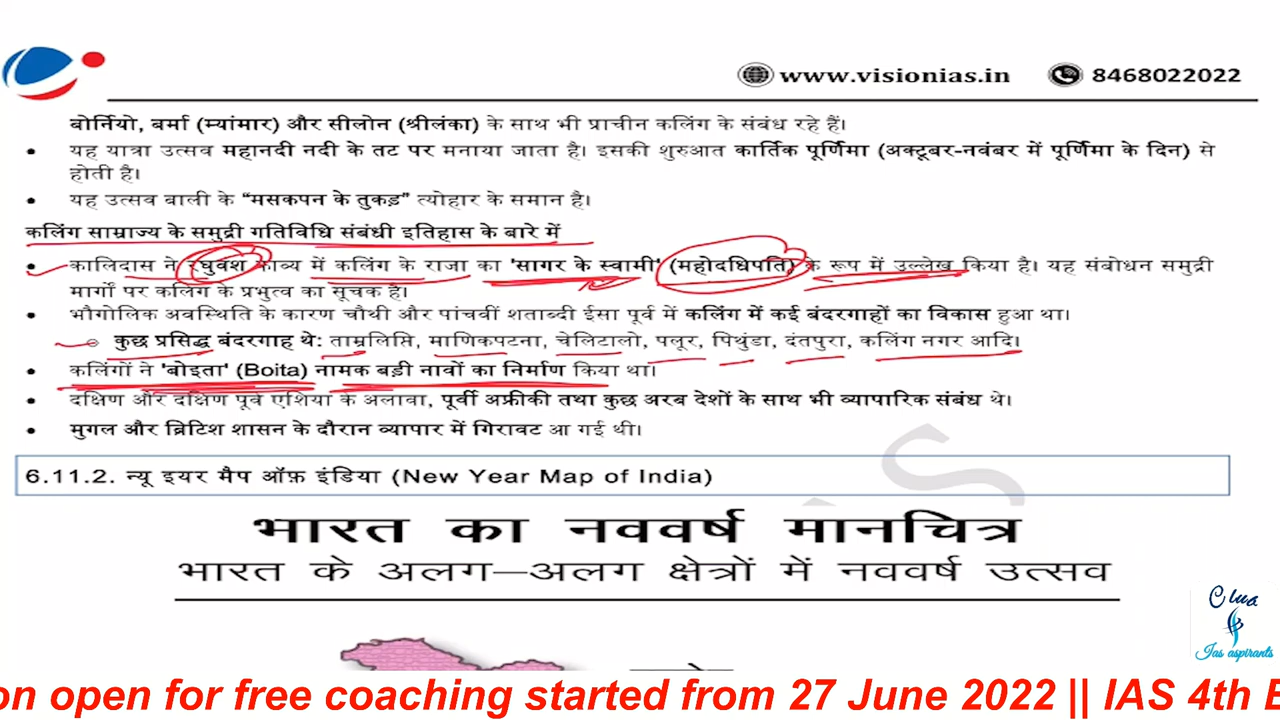 www.visionias.in
8468022022
बोर्नियो, बर्मा (म्यांमार) और सीलोन (श्रीलंका) के साथ भी प्राचीन कलिंग के संबंध रहे हैं।
• यह यात्रा उत्सव महानदी नदी के तट पर मनाया जाता है। इसकी शुरुआत कार्तिक पूर्णिमा (अक्टूबर-नवंबर में पूर्णिमा के दिन) से
होती है।
• यह उत्सव बाली के “मसकपन के तुकड़” त्योहार के समान है।
कलिंग साम्राज्य के समुद्री गतिविधि संबंधी इतिहास के बारे में
• कालिदास ने रघुवंश काव्य में कलिंग के राजा का 'सागर के स्वामी' (महोदधिपति) के रूप में उल्लेख किया है। यह संबोधन समुद्री
मार्गों पर कलिंग के प्रभुत्व का सूचक है।
• भौगोलिक अवस्थिति के कारण चौथी और पांचवीं शताब्दी ईसा पूर्व में कलिंग में कई बंदरगाहों का विकास हुआ था।
○ कुछ प्रसिद्ध बंदरगाह थे: ताम्रलिप्ति, माणिकपटना, चेलिटालो, पलूर, पिथुंडा, दंतपुरा, कलिंग नगर आदि।
• कलिंगों ने 'बोइता' (Boita) नामक बड़ी नावों का निर्माण किया था।
• दक्षिण और दक्षिण पूर्व एशिया के अलावा, पूर्वी अफ्रीकी तथा कुछ अरब देशों के साथ भी व्यापारिक संबंध थे।
• मुगल और ब्रिटिश शासन के दौरान व्यापार में गिरावट आ गई थी।
6.11.2. न्यू इयर मैप ऑफ़ इंडिया (New Year Map of India)
भारत का नववर्ष मानचित्र
भारत के अलग–अलग क्षेत्रों में नववर्ष उत्सव
Ias aspirants
on open for free coaching started from 27 June 2022 || IAS 4th